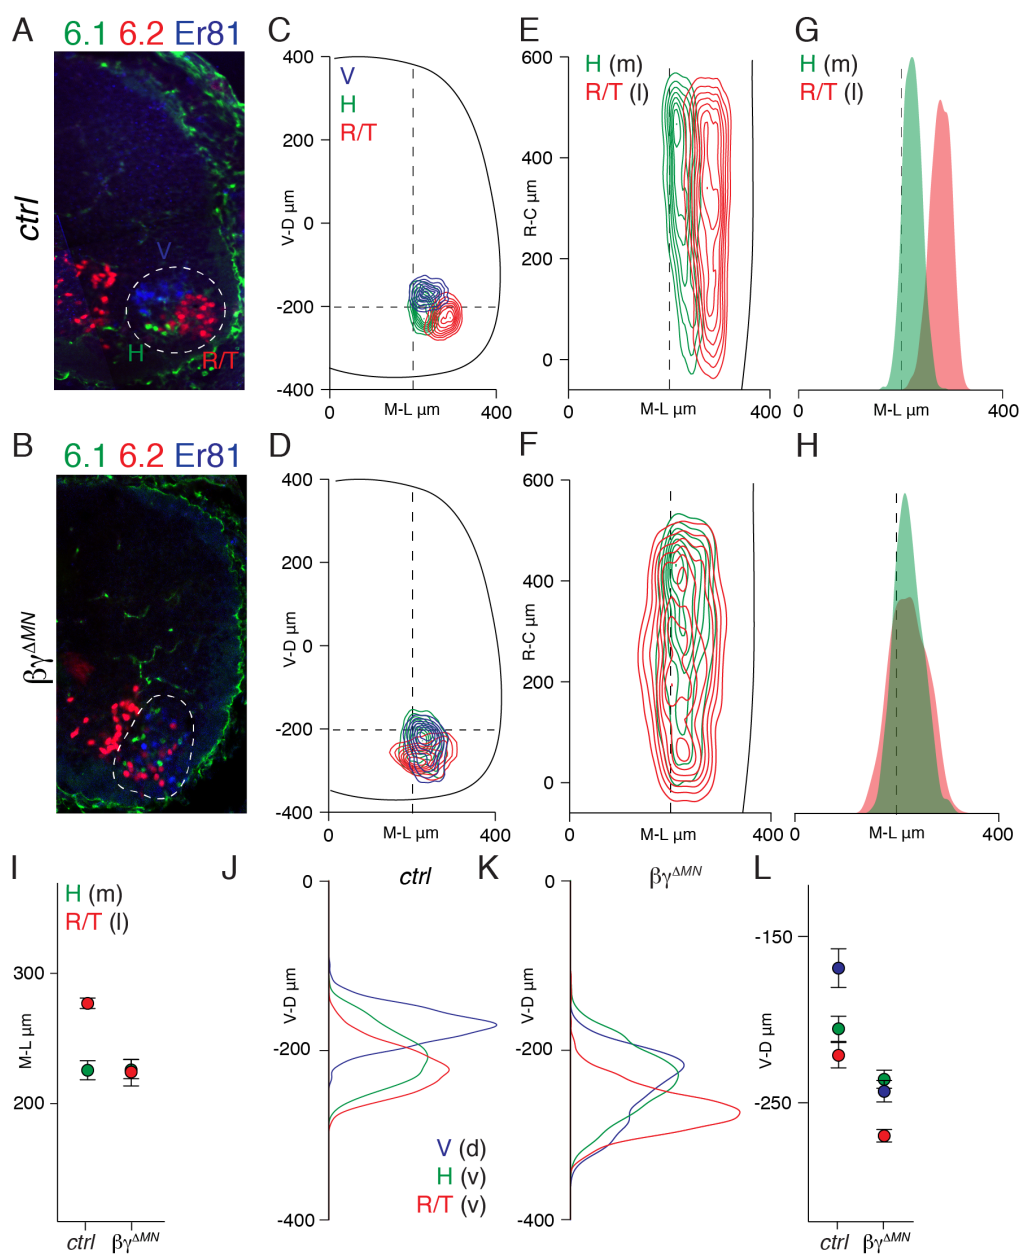 A
6.1 6.2 Er81
ctrl
V
H
R/T
C
V
H
R/T
400
200
0
-200
-400
V-D µm
0
M-L µm
400
E
H (m)
R/T (l)
600
400
200
0
R-C µm
0
M-L µm
400
G
H (m)
R/T (l)
0
M-L µm
400
B
6.1 6.2 Er81
βγΔMN
D
400
200
0
-200
-400
V-D µm
0
M-L µm
400
F
600
400
200
0
R-C µm
0
M-L µm
400
H
0
M-L µm
400
I
H (m)
R/T (l)
300
200
M-L µm
ctrl
βγΔMN
J
ctrl
0
-200
-400
V-D µm
V (d)
H (v)
R/T (v)
K
βγΔMN
0
-200
-400
V-D µm
L
-150
-250
V-D µm
ctrl
βγΔMN